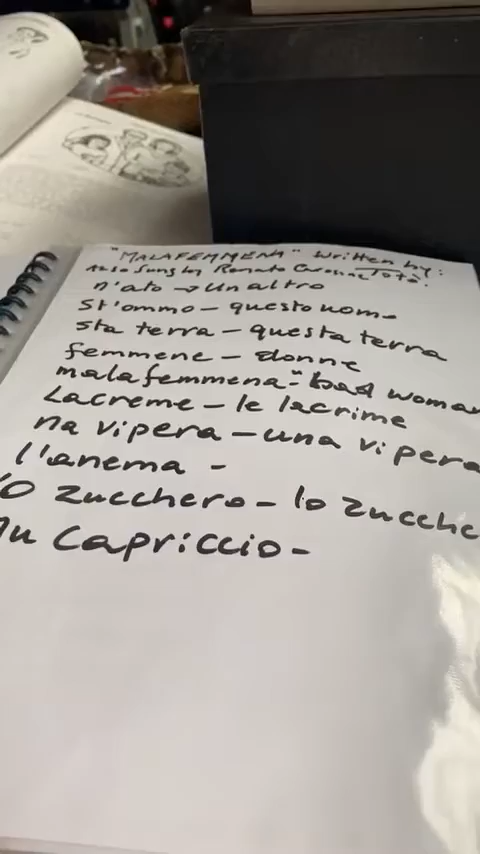 "MALAFEMMENA" written by:
Also sung by Renato Carosone Totò.
n'ato → un altro
St'ommo - questo uomo
sta terra - questa terra
femmene - donne
malafemmena - "bad woman
Lacreme - le lacrime
na vipera - una vipera
l'anema -
'O Zucchero - lo zucche
nu Capriccio -